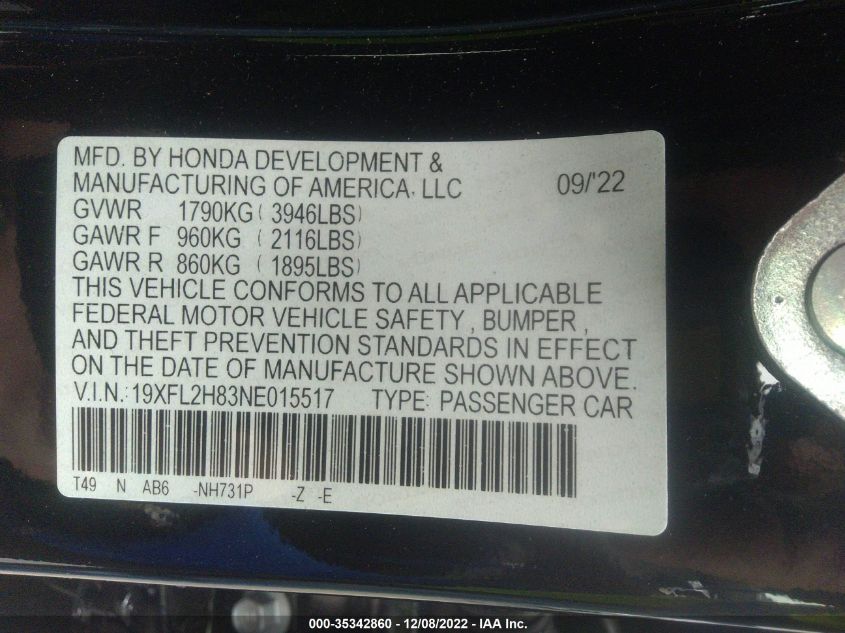 MFD. BY HONDA DEVELOPMENT &
MANUFACTURING OF AMERICA, LLC 09/'22
GVWR 1790KG ( 3946LBS)
GAWR F 960KG ( 2116LBS)
GAWR R 860KG ( 1895LBS)
THIS VEHICLE CONFORMS TO ALL APPLICABLE
FEDERAL MOTOR VEHICLE SAFETY , BUMPER ,
AND THEFT PREVENTION STANDARDS IN EFFECT
ON THE DATE OF MANUFACTURE SHOWN ABOVE.
V.I.N.: 19XFL2H83NE015517 TYPE: PASSENGER CAR
T49 N AB6 -NH731P -Z -E
000-35342860 - 12/08/2022 - IAA Inc.